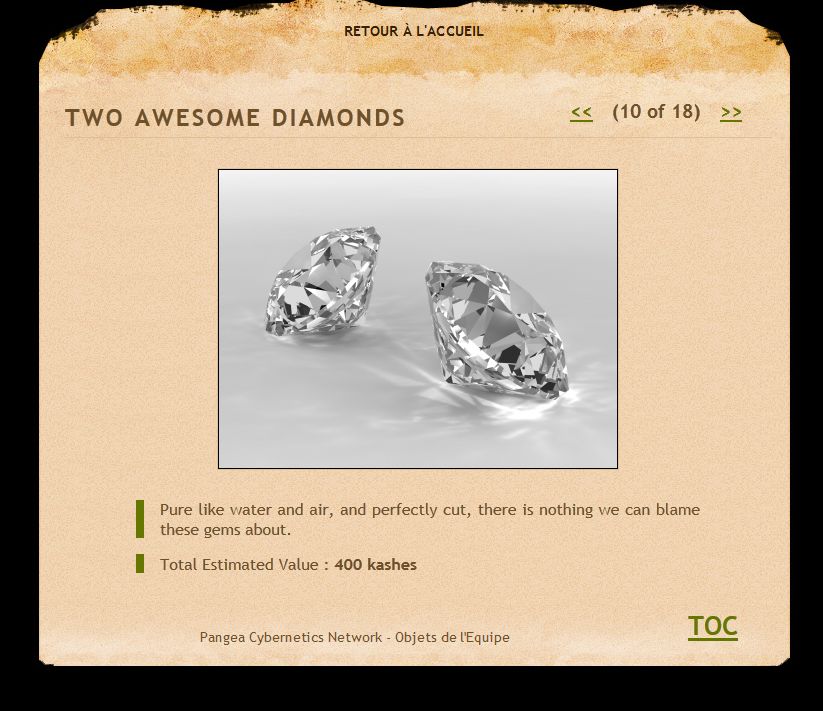 RETOUR À L'ACCUEIL
TWO AWESOME DIAMONDS
<< (10 of 18) >>
Pure like water and air, and perfectly cut, there is nothing we can blame
these gems about.
Total Estimated Value : 400 kashes
TOC
Pangea Cybernetics Network - Objets de l'Equipe